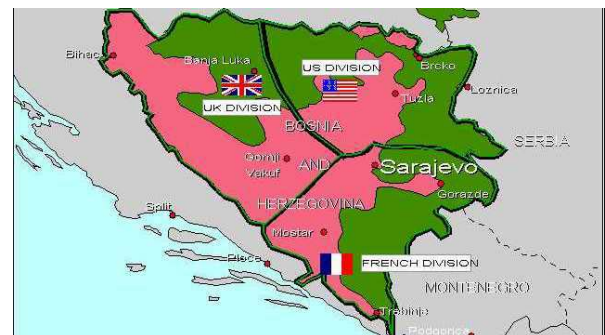 Bihac
Banja Luka
UK DIVISION
US DIVISION
Brcko
Loznica
Tuzla
BOSNIA
SERBIA
Gornji
Vakuf
AND
Sarajevo
Gorazde
HERZEGOVINA
Split
Mostar
Ploce
FRENCH DIVISION
MONTENEGRO
Trebinje
Podgorica